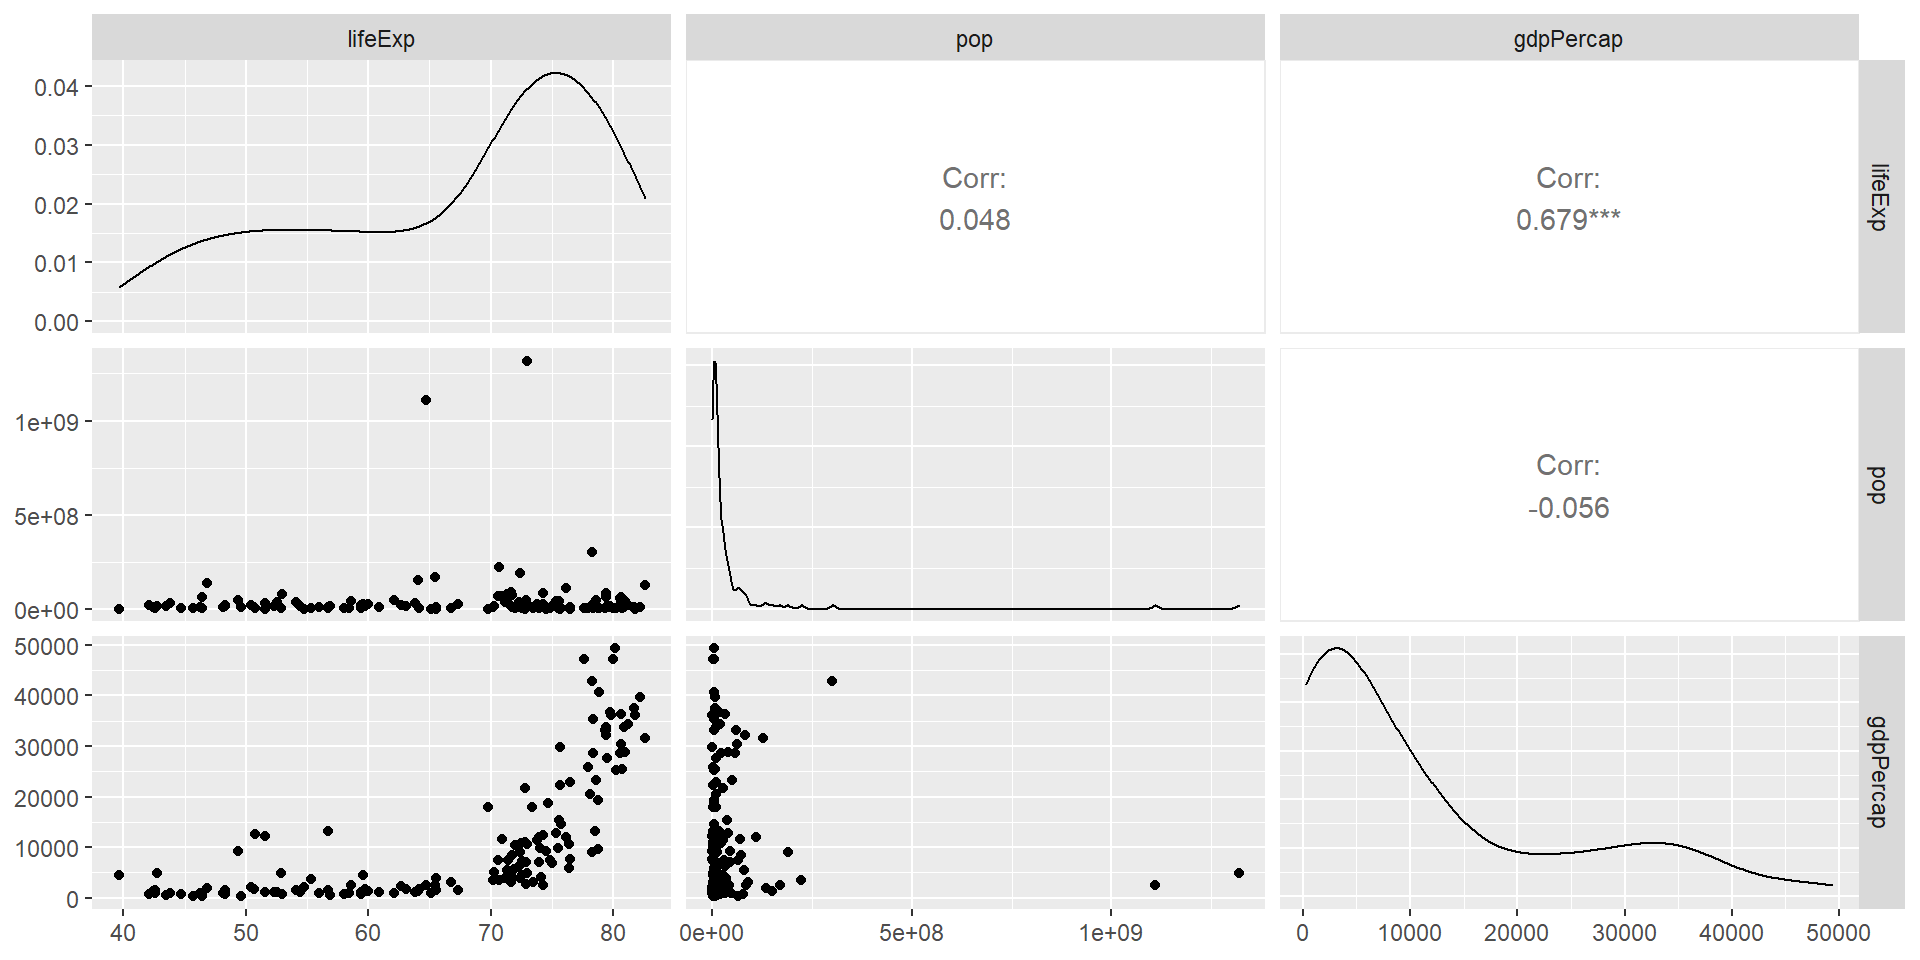 lifeExp pop gdpPercap
0.04
0.03
0.02
0.01
0.00
Corr:
0.048
Corr:
0.679***
lifeExp
1e+09
5e+08
0e+00
Corr:
-0.056
pop
50000
40000
30000
20000
10000
0
gdpPercap
40 50 60 70 80
0e+00 5e+08 1e+09
0 10000 20000 30000 40000 50000